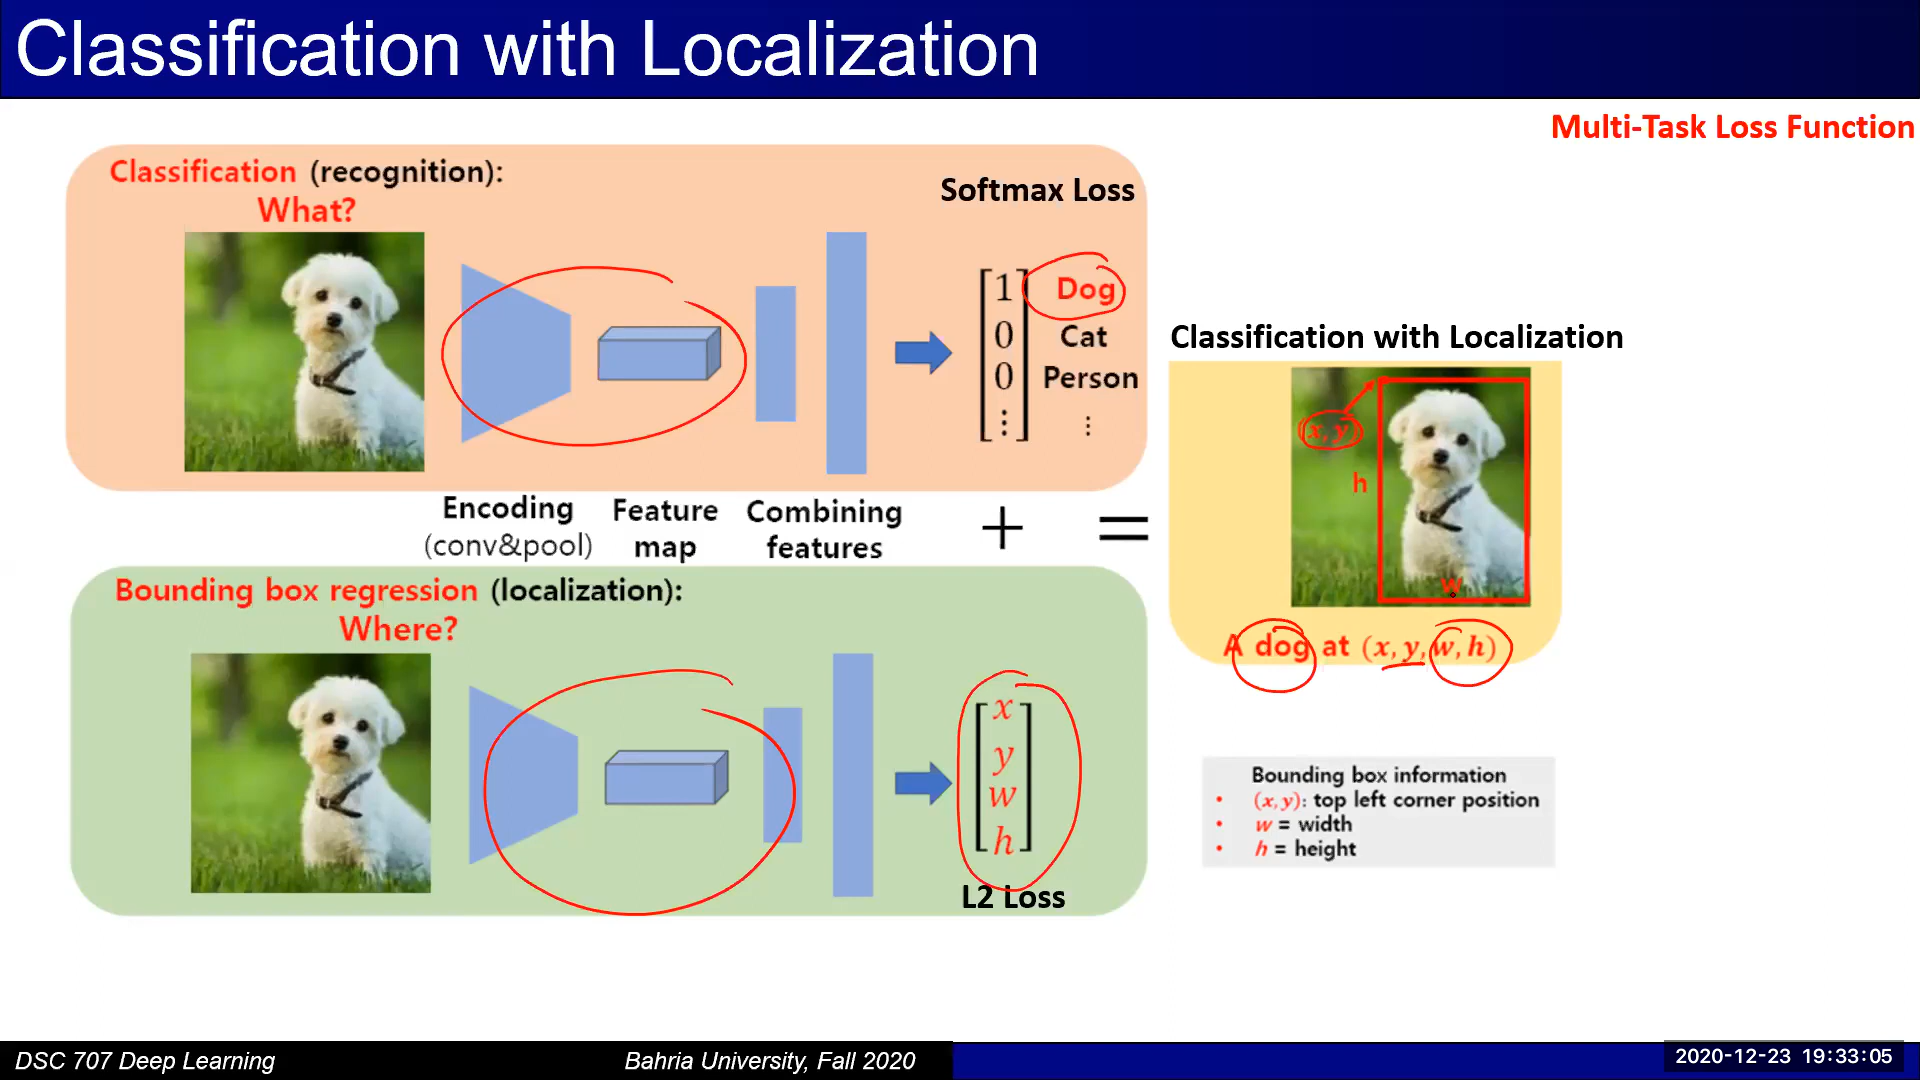 Classification with Localization
Multi-Task Loss Function
Classification (recognition):
What?
Softmax Loss
1 Dog
0 Cat
0 Person
⋮ ⋮
Encoding
(conv&pool)
Feature
map
Combining
features
+ =
Bounding box regression (localization):
Where?
x
y
w
h
L2 Loss
Classification with Localization
x, y
h
w
A dog at (x, y, w, h)
Bounding box information
• (x, y): top left corner position
• w = width
• h = height
DSC 707 Deep Learning
Bahria University, Fall 2020
2020-12-23 19:33:05